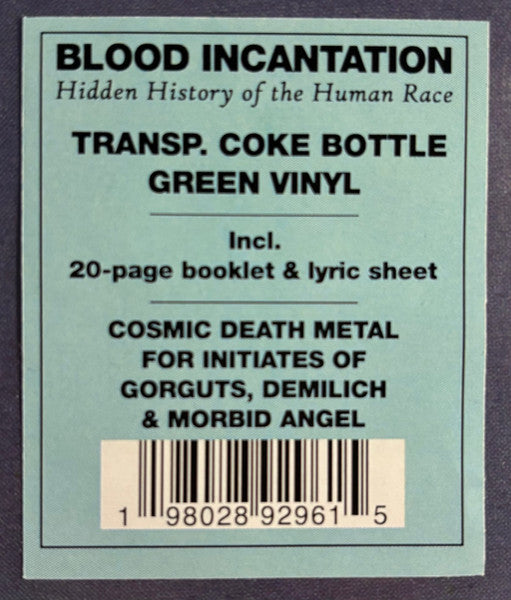 BLOOD INCANTATION
Hidden History of the Human Race
TRANSP. COKE BOTTLE
GREEN VINYL
Incl.
20-page booklet & lyric sheet
COSMIC DEATH METAL
FOR INITIATES OF
GORGUTS, DEMILICH
& MORBID ANGEL
1 98028 92961 5